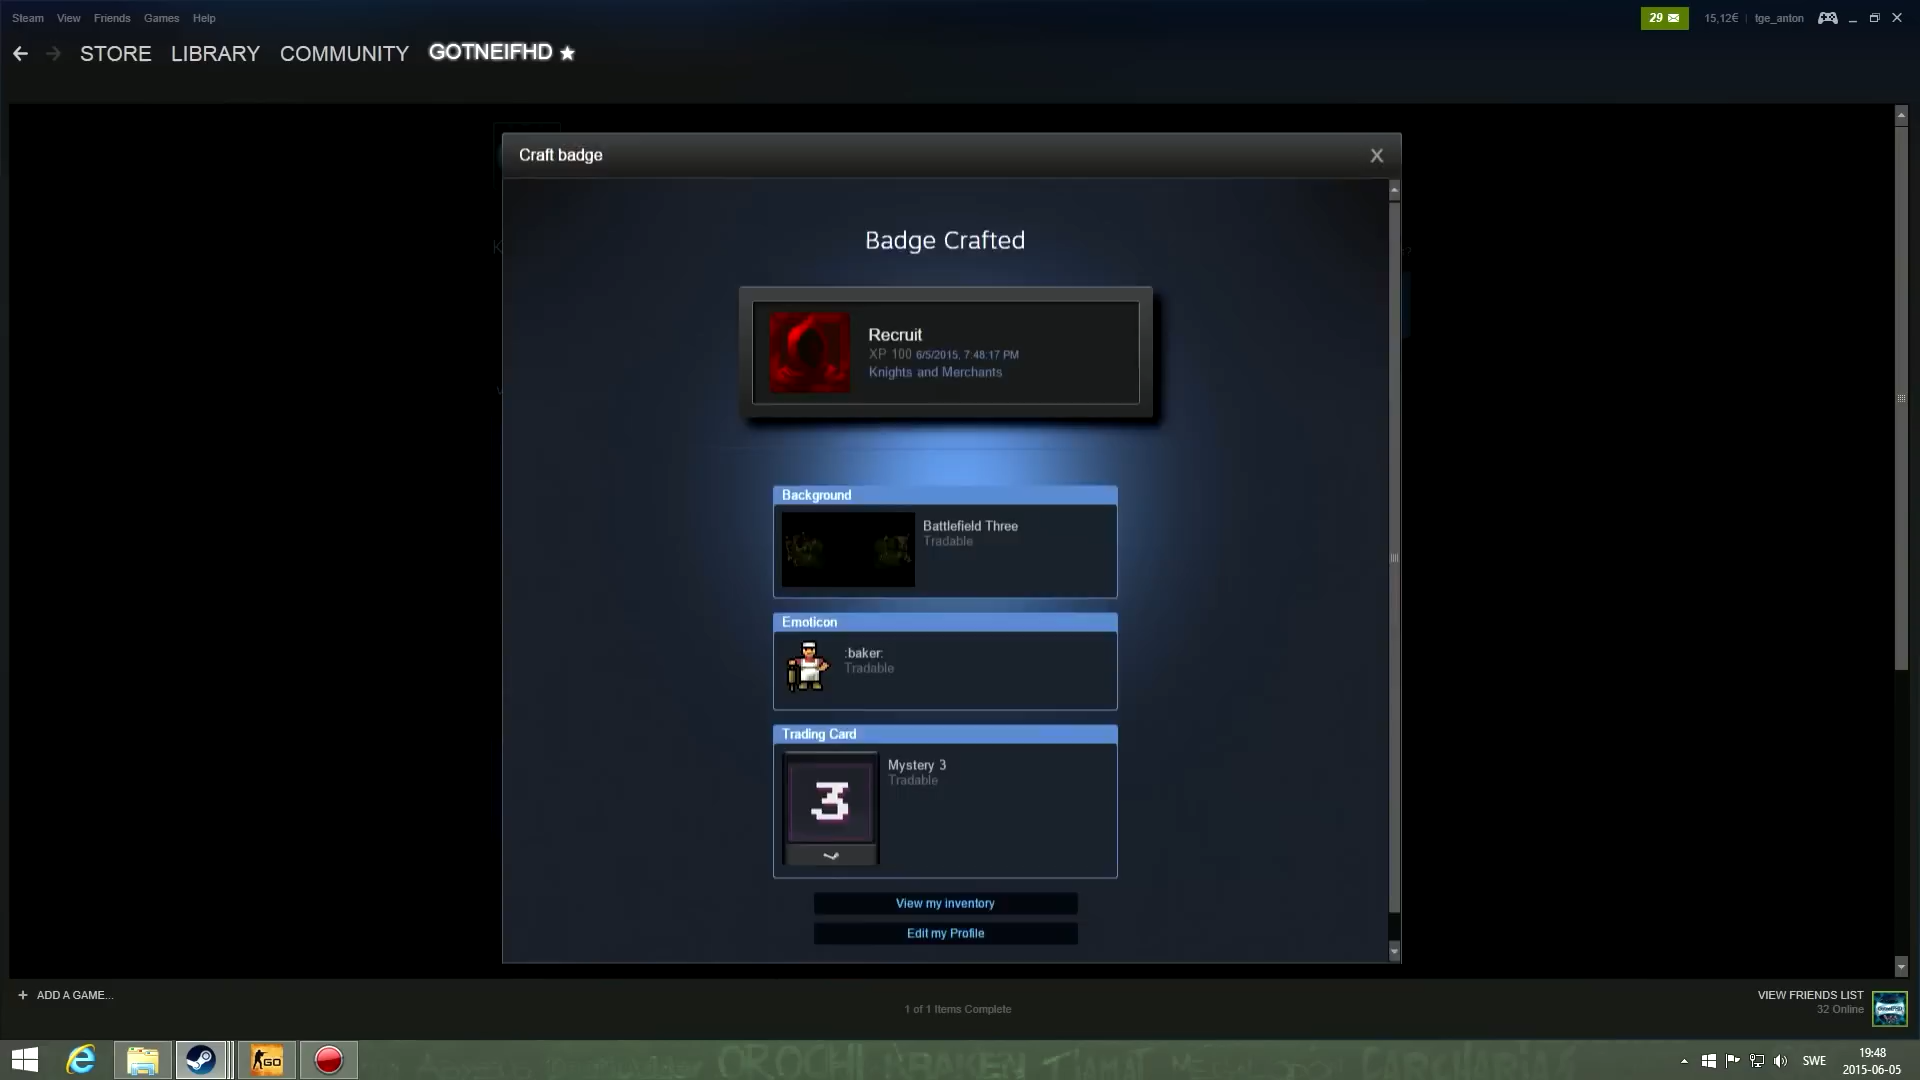 Steam View Friends Games Help
29 15,12€ tge_anton
STORE LIBRARY COMMUNITY GOTNEIFHD ★
Craft badge X
Badge Crafted
Recruit
XP 100 6/5/2015, 7:48:17 PM
Knights and Merchants
Background
Battlefield Three
Tradable
Emoticon
:baker:
Tradable
Trading Card
3
Mystery 3
Tradable
View my inventory
Edit my Profile
+ ADD A GAME...
1 of 1 Items Complete
VIEW FRIENDS LIST
32 Online
GO
SWE
19:48
2015-06-05